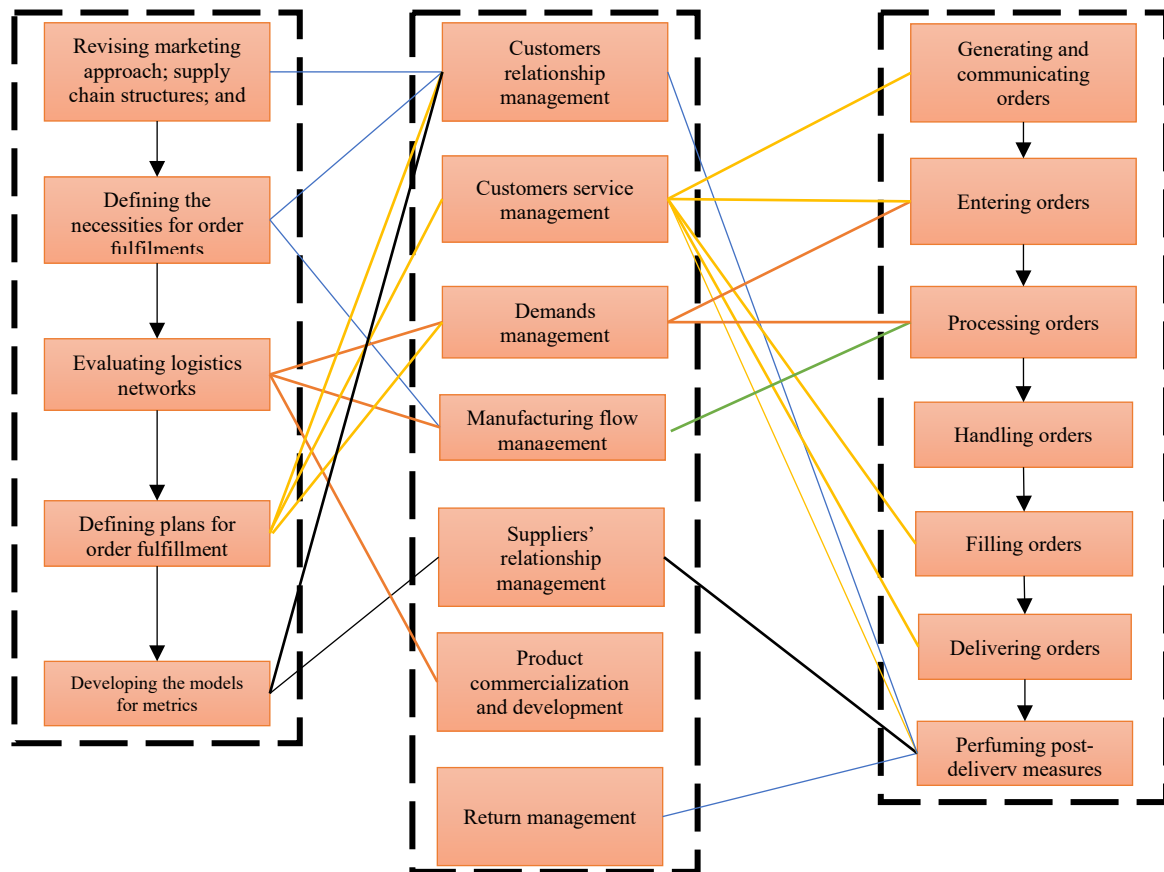 Revising marketing
approach; supply
chain structures; and
Defining the
necessities for order
fulfilments
Evaluating logistics
networks
Defining plans for
order fulfillment
Developing the models
for metrics
Customers
relationship
management
Customers service
management
Demands
management
Manufacturing flow
management
Suppliers’
relationship
management
Product
commercialization
and development
Return management
Generating and
communicating
orders
Entering orders
Processing orders
Handling orders
Filling orders
Delivering orders
Perfuming post-
delivery measures